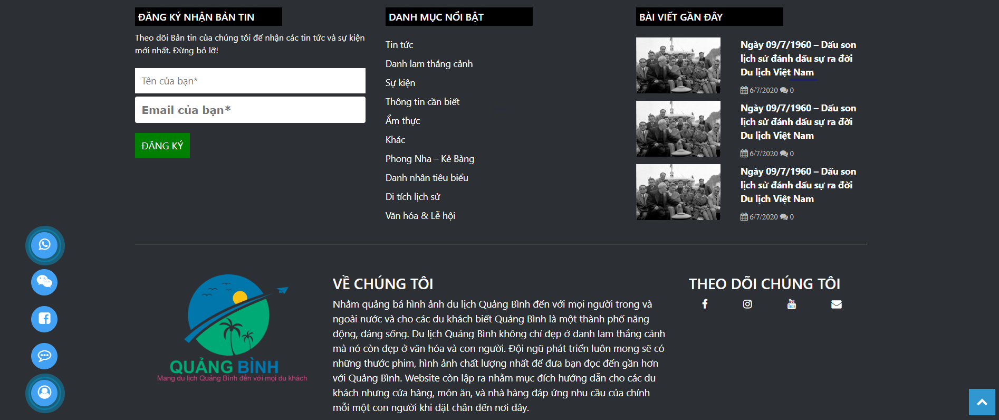 ĐĂNG KÝ NHẬN BẢN TIN
Theo dõi Bản tin của chúng tôi để nhận các tin tức và sự kiện
mới nhất. Đừng bỏ lỡ!
Tên của bạn*
Email của bạn*
ĐĂNG KÝ
DANH MỤC NỔI BẬT
Tin tức
Danh lam thắng cảnh
Sự kiện
Thông tin cần biết
Ẩm thực
Khác
Phong Nha – Kẻ Bàng
Danh nhân tiêu biểu
Di tích lịch sử
Văn hóa & Lễ hội
BÀI VIẾT GẦN ĐÂY
Ngày 09/7/1960 – Dấu son
lịch sử đánh dấu sự ra đời
Du lịch Việt Nam
6/7/2020 0
Ngày 09/7/1960 – Dấu son
lịch sử đánh dấu sự ra đời
Du lịch Việt Nam
6/7/2020 0
Ngày 09/7/1960 – Dấu son
lịch sử đánh dấu sự ra đời
Du lịch Việt Nam
6/7/2020 0
QUẢNG BÌNH
Mang du lịch Quảng Bình đến với mọi du khách
VỀ CHÚNG TÔI
Nhằm quảng bá hình ảnh du lịch Quảng Bình đến với mọi người trong và
ngoài nước và cho các du khách biết Quảng Bình là một thành phố năng
động, đáng sống. Du lịch Quảng Bình không chỉ đẹp ở danh lam thắng cảnh
mà nó còn đẹp ở văn hóa và con người. Đội ngũ phát triển luôn mong sẽ có
những thước phim, hình ảnh chất lượng nhất để đưa bạn đọc đến gần hơn
với Quảng Bình. Website còn lập ra nhằm mục đích hướng dẫn cho các du
khách nhưng cửa hàng, món ăn, và nhà hàng đáp ứng nhu cầu của chính
mỗi một con người khi đặt chân đến nơi đây.
THEO DÕI CHÚNG TÔI
You
Tube